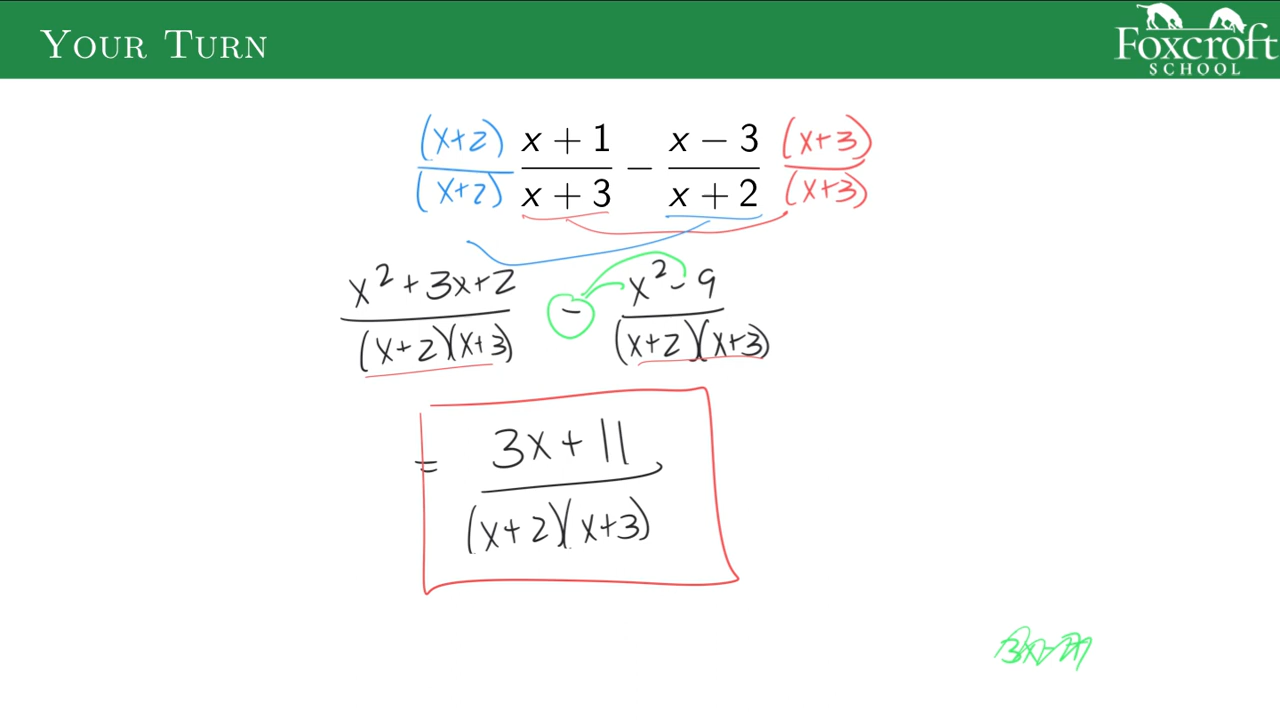 YOUR TURN
Foxcroft
SCHOOL
(x+2) x + 1 x − 3 (x+3)
−
(x+2) x + 3 x + 2 (x+3)
x² + 3x + 2 − x² - 9
(x+2)(x+3) (x+2)(x+3)
= 3x + 11
(x+2)(x+3)